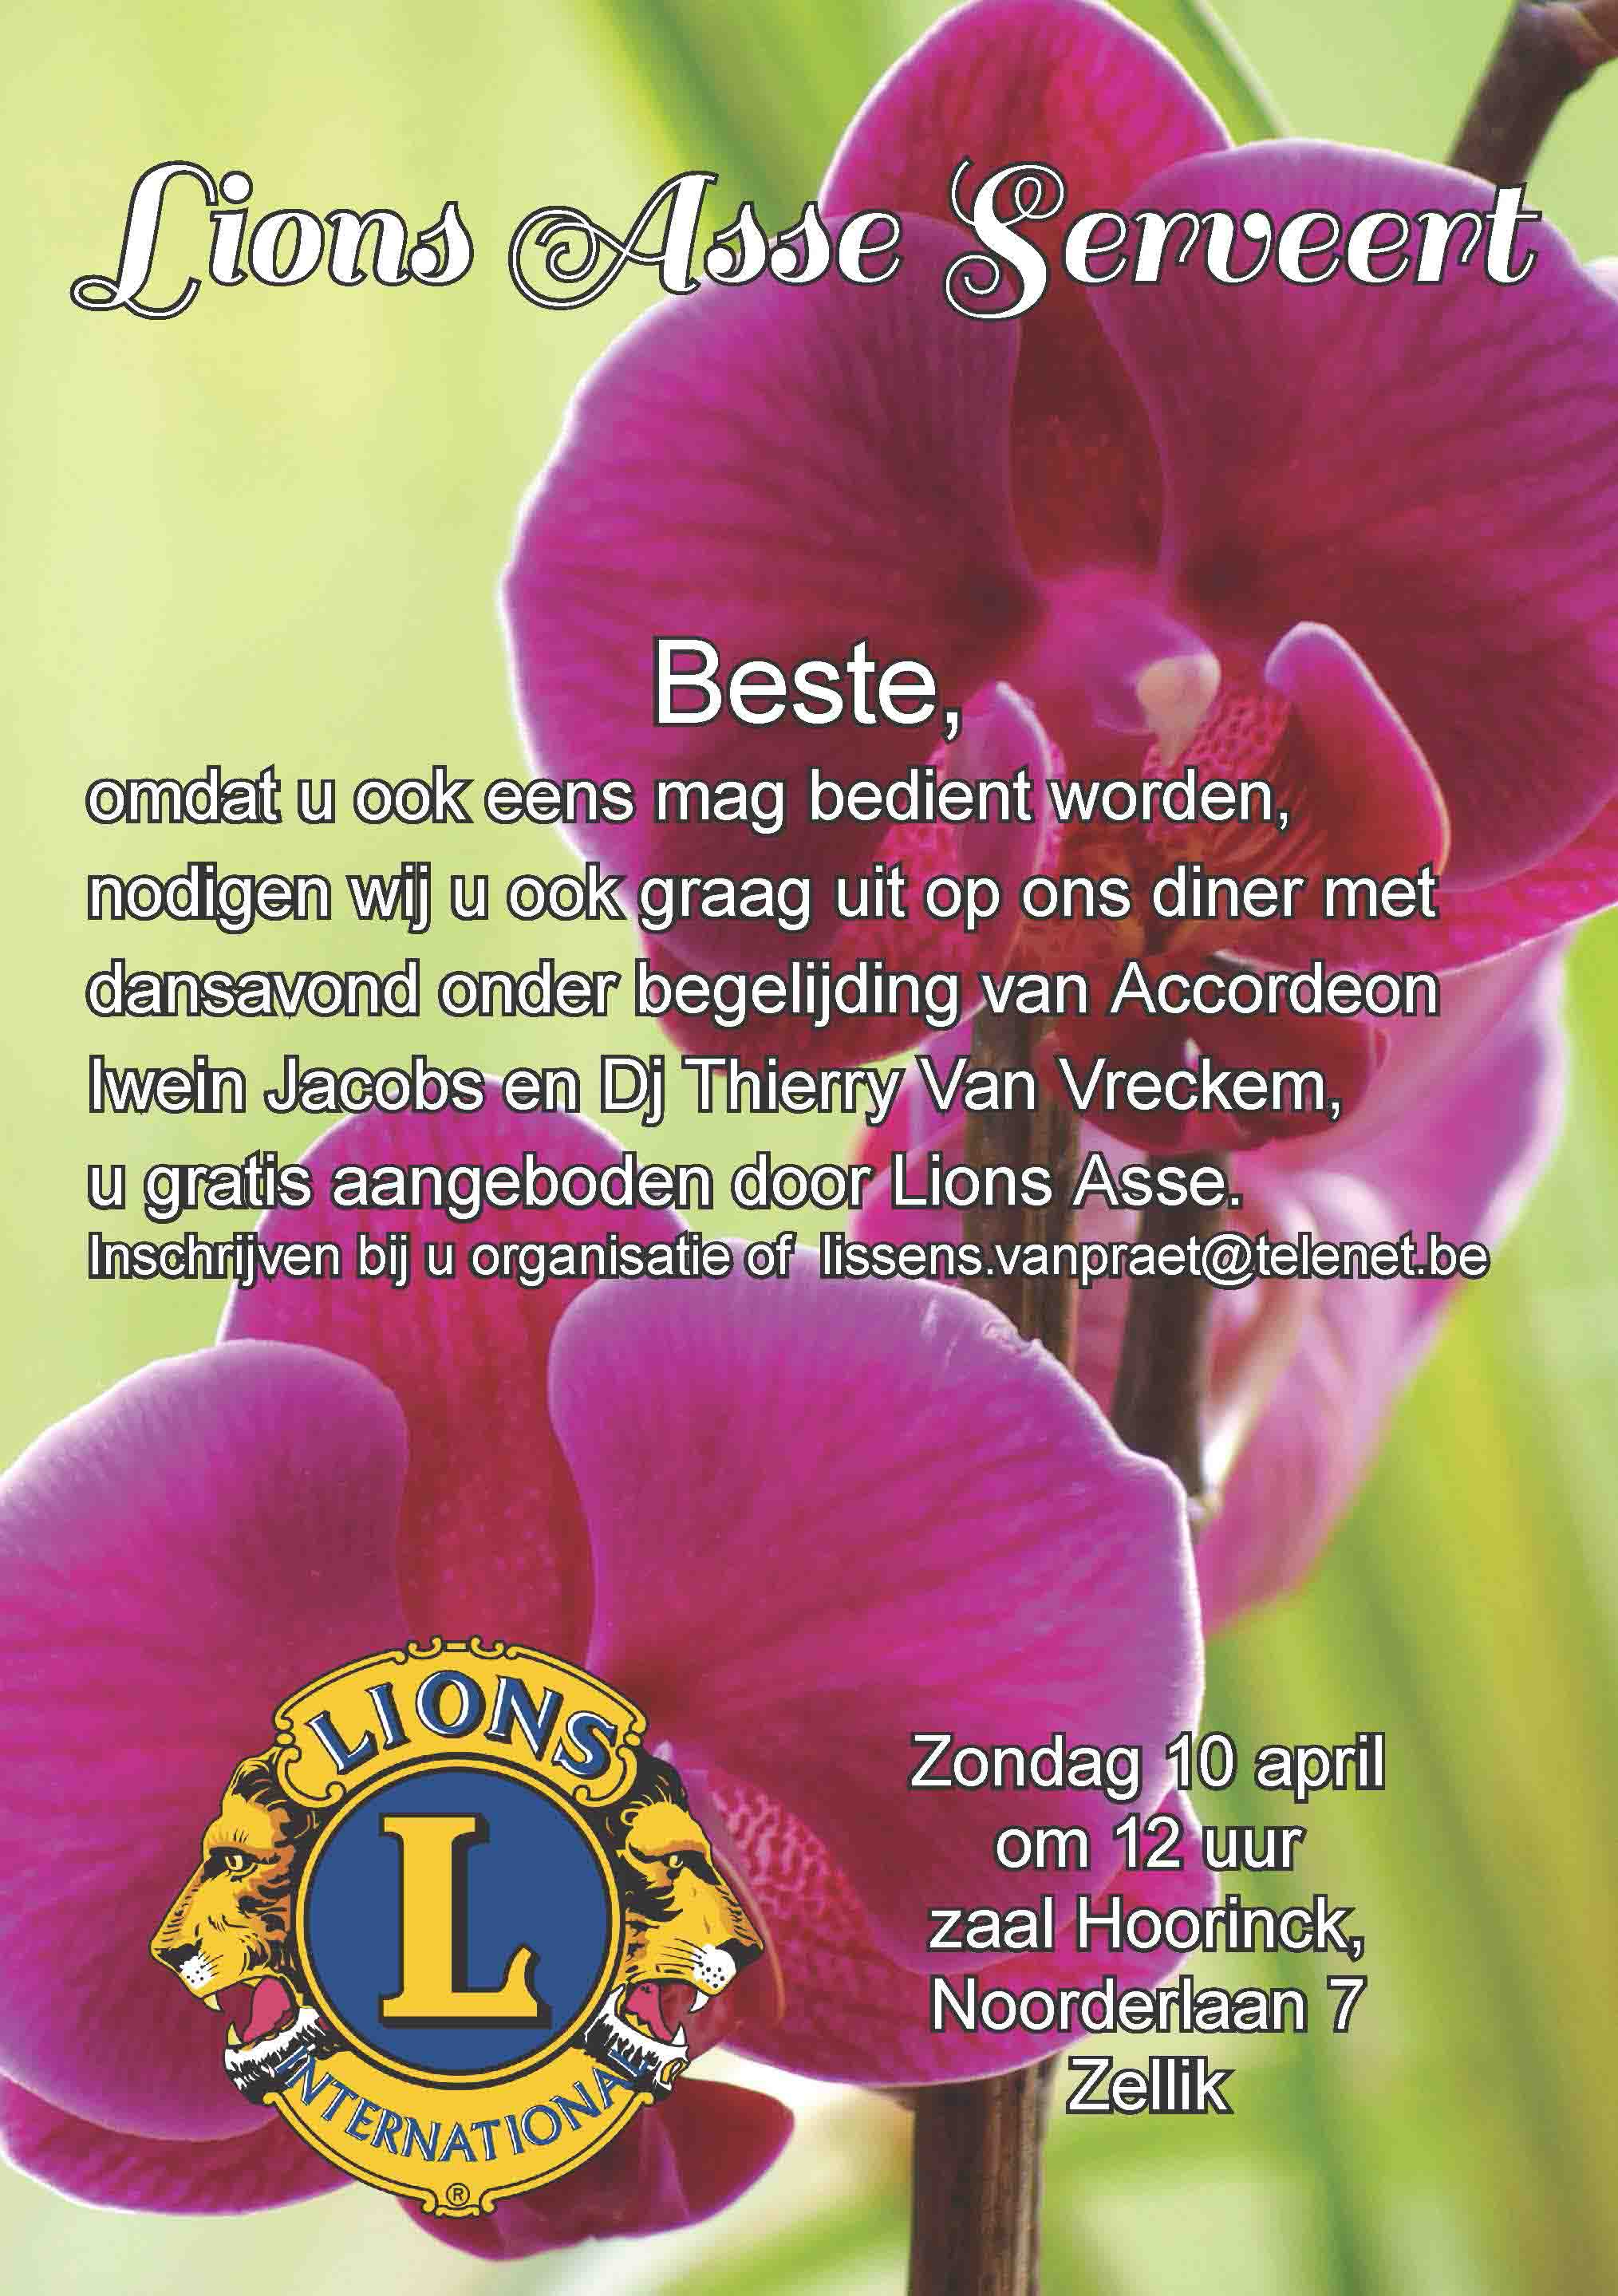 Lions Asse Serveert
Beste,
omdat u ook eens mag bedient worden,
nodigen wij u ook graag uit op ons diner met
dansavond onder begelijding van Accordeon
Iwein Jacobs en Dj Thierry Van Vreckem,
u gratis aangeboden door Lions Asse.
Inschrijven bij u organisatie of lissens.vanpraet@telenet.be
LIONS
L
INTERNATIONAL
®
Zondag 10 april
om 12 uur
zaal Hoorinck,
Noorderlaan 7
Zellik